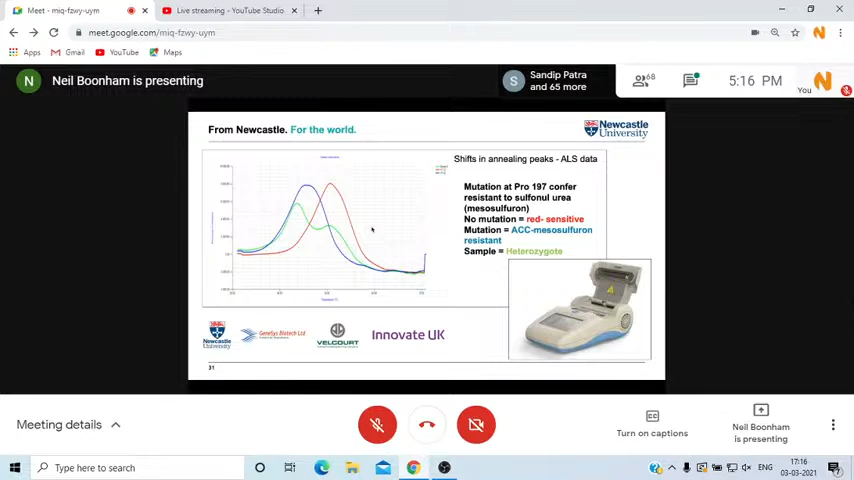 Meet - miq-fzwy-uym
Live streaming - YouTube Studio
meet.google.com/miq-fzwy-uym
Apps
Gmail
YouTube
Maps
N
Neil Boonham is presenting
S
Sandip Patra
and 65 more
68
5:16 PM
You
From Newcastle. For the world.
Newcastle
University
Shifts in annealing peaks - ALS data
Mutation at Pro 197 confer
resistant to sulfonul urea
(mesosulfuron)
No mutation = red- sensitive
Mutation = ACC-mesosulfuron
resistant
Sample = Heterozygote
Newcastle
University
GeneSys Biotech Ltd
VELCOURT
Innovate UK
31
Meeting details
Turn on captions
Neil Boonham
is presenting
Type here to search
ENG
17:16
03-03-2021